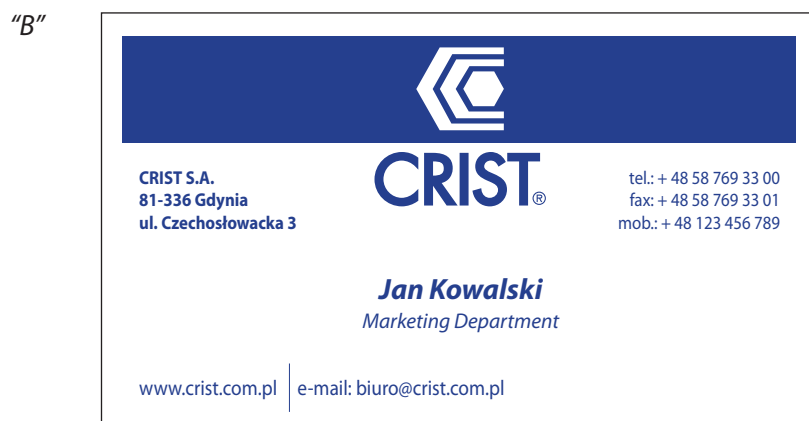 “B”
CRIST®
CRIST S.A.
81-336 Gdynia
ul. Czechosłowacka 3
tel.: + 48 58 769 33 00
fax: + 48 58 769 33 01
mob.: + 48 123 456 789
Jan Kowalski
Marketing Department
www.crist.com.pl
e-mail: biuro@crist.com.pl